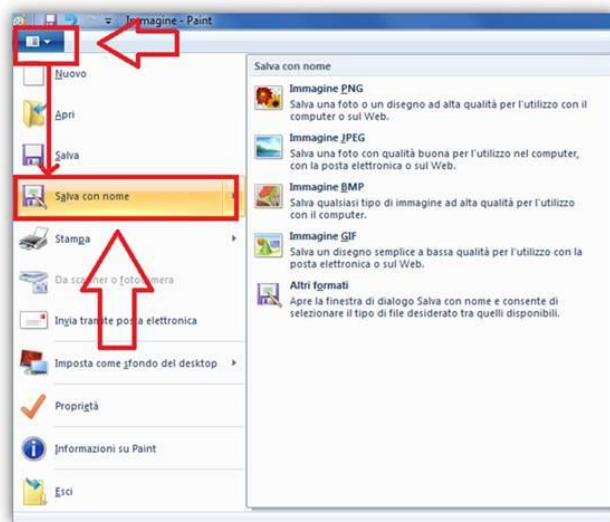 Immagine - Paint
Nuovo
Apri
Salva
Salva con nome
Stampa
Da scanner o fotocamera
Invia tramite posta elettronica
Imposta come sfondo del desktop
Proprietà
Informazioni su Paint
Esci
Salva con nome
Immagine PNG
Salva una foto o un disegno ad alta qualità per l'utilizzo con il
computer o sul Web.
Immagine JPEG
Salva una foto con qualità buona per l'utilizzo nel computer,
con la posta elettronica o sul Web.
Immagine BMP
Salva qualsiasi tipo di immagine ad alta qualità per l'utilizzo
con il computer.
Immagine GIF
Salva un disegno semplice a bassa qualità per l'utilizzo con la
posta elettronica o sul Web.
Altri formati
Apre la finestra di dialogo Salva con nome e consente di
selezionare il tipo di file desiderato tra quelli disponibili.